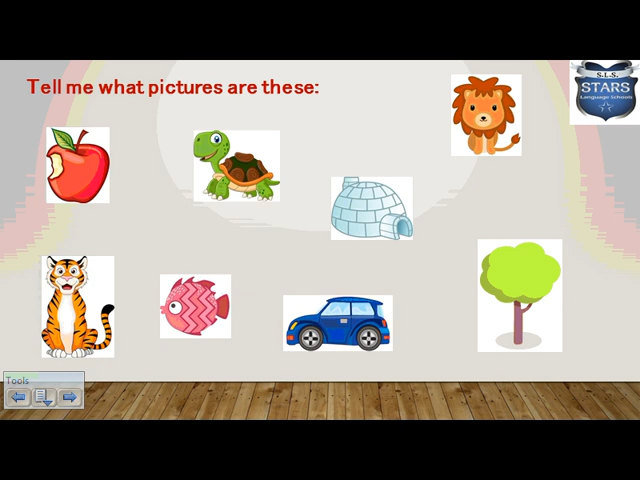 Tell me what pictures are these:
S.L.S.
STARS
Language Schools
Tools